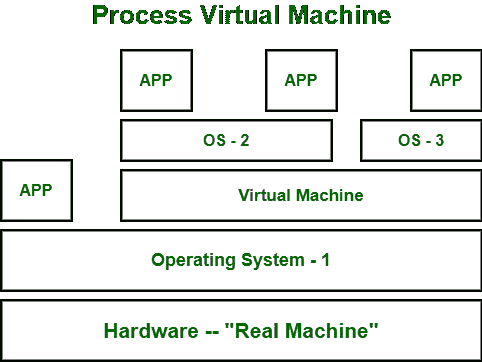 Process Virtual Machine
APP APP APP
OS - 2 OS - 3
APP
Virtual Machine
Operating System - 1
Hardware -- "Real Machine"